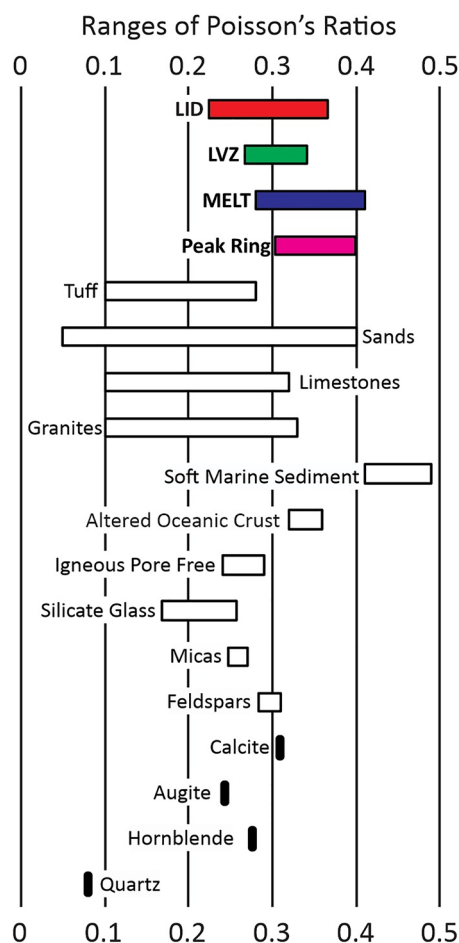 Ranges of Poisson’s Ratios
0 0.1 0.2 0.3 0.4 0.5
LID
LVZ
MELT
Peak Ring
Tuff
Sands
Limestones
Granites
Soft Marine Sediment
Altered Oceanic Crust
Igneous Pore Free
Silicate Glass
Micas
Feldspars
Calcite
Augite
Hornblende
Quartz
0 0.1 0.2 0.3 0.4 0.5